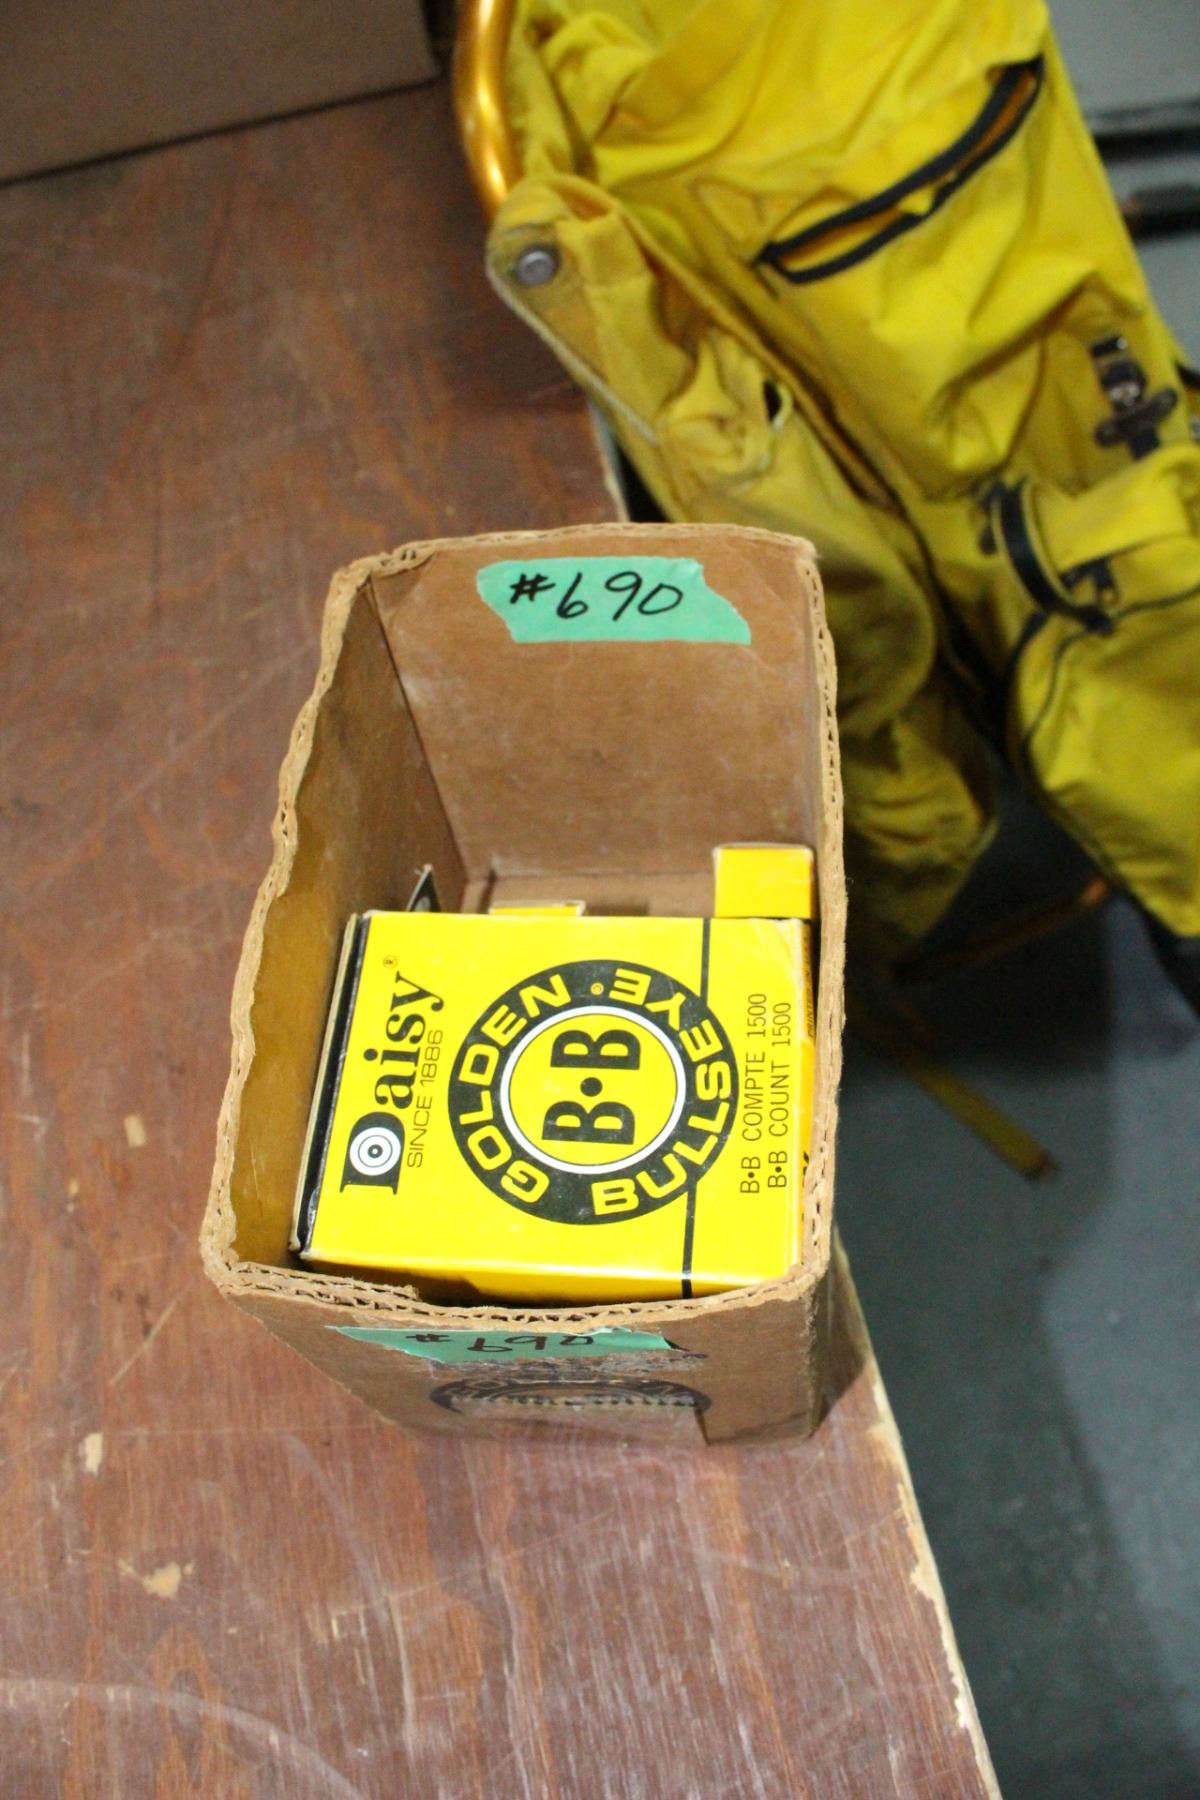 #690
Daisy®
SINCE 1886
GOLDEN BULLSEYE®
B•B
B•B COMPTE 1500
B•B COUNT 1500
#690